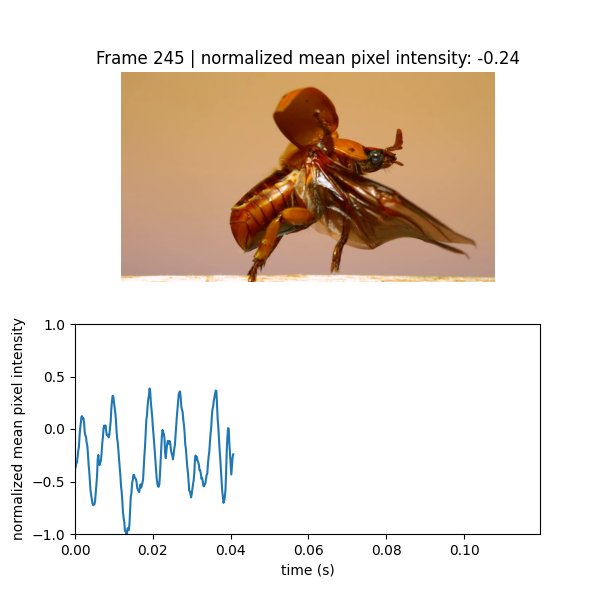 Frame 245 | normalized mean pixel intensity: -0.24
normalized mean pixel intensity
1.0
0.5
0.0
−0.5
−1.0
0.00 0.02 0.04 0.06 0.08 0.10
time (s)